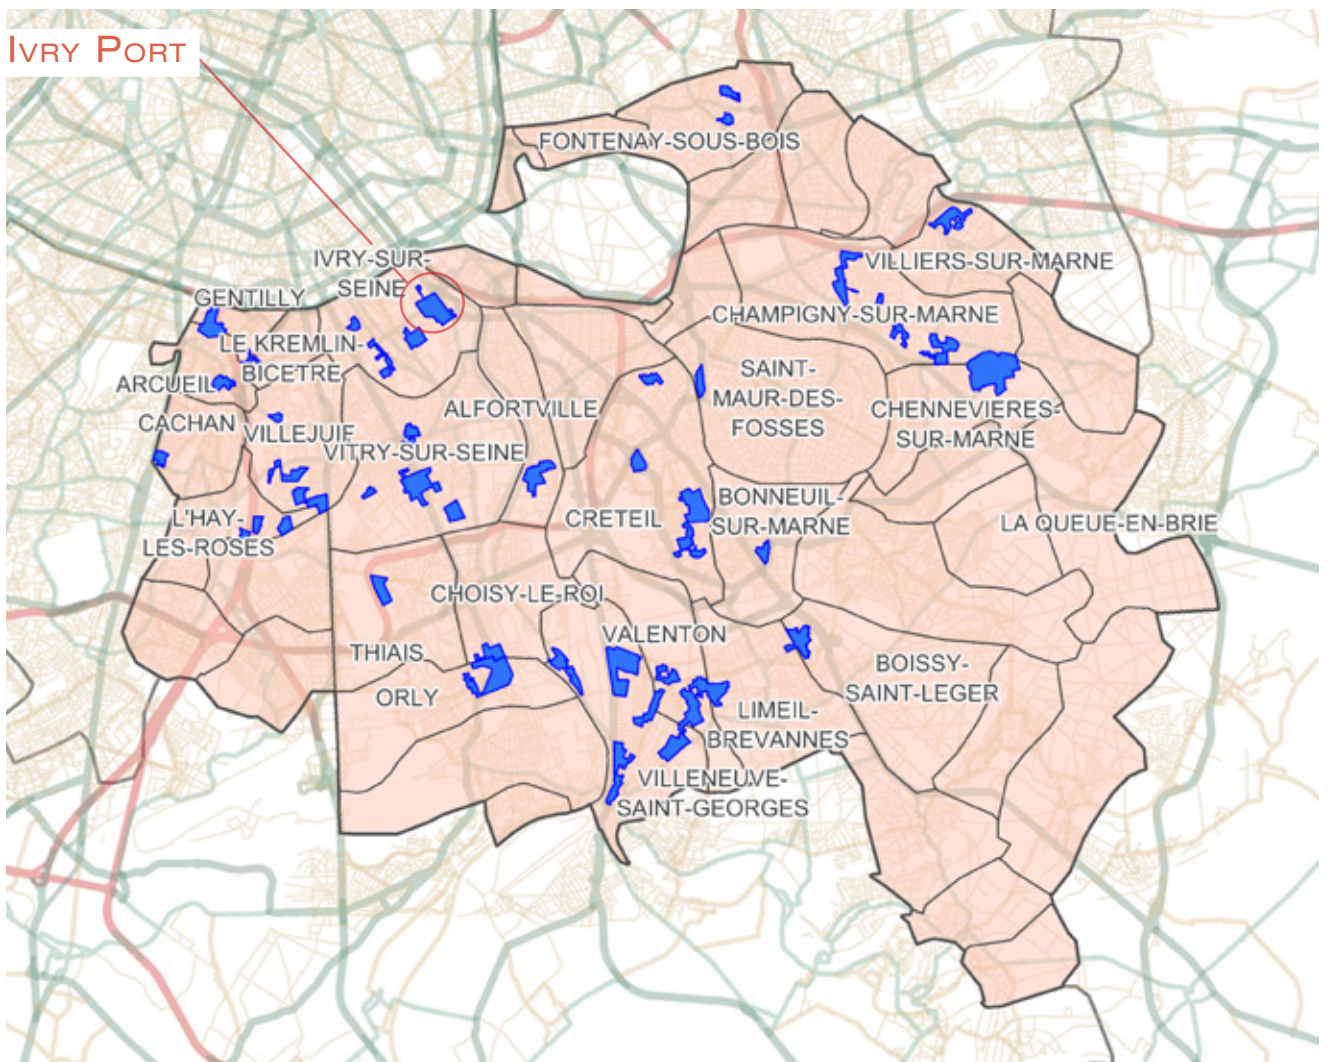 IVRY PORT
FONTENAY-SOUS-BOIS
IVRY-SUR-
SEINE
VILLIERS-SUR-MARNE
GENTILLY
CHAMPIGNY-SUR-MARNE
LE KREMLIN-
BICETRE
ARCUEIL
SAINT-
MAUR-DES-
FOSSES
CACHAN
VILLEJUIF
ALFORTVILLE
CHENNEVIERES-
SUR-MARNE
VITRY-SUR-SEINE
L'HAY-
LES-ROSES
CRETEIL
BONNEUIL-
SUR-MARNE
LA QUEUE-EN-BRIE
CHOISY-LE-ROI
THIAIS
VALENTON
ORLY
BOISSY-
SAINT-LEGER
LIMEIL-
BREVANNES
VILLENEUVE-
SAINT-GEORGES